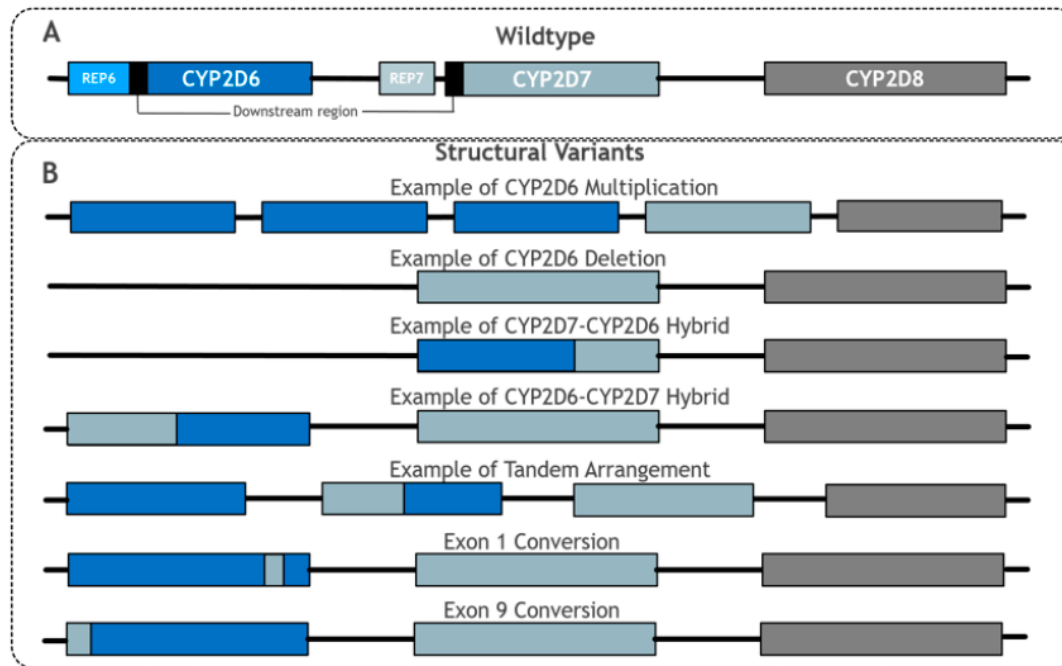 A
Wildtype
REP6 CYP2D6 REP7 CYP2D7 CYP2D8
Downstream region
Structural Variants
B
Example of CYP2D6 Multiplication
Example of CYP2D6 Deletion
Example of CYP2D7-CYP2D6 Hybrid
Example of CYP2D6-CYP2D7 Hybrid
Example of Tandem Arrangement
Exon 1 Conversion
Exon 9 Conversion